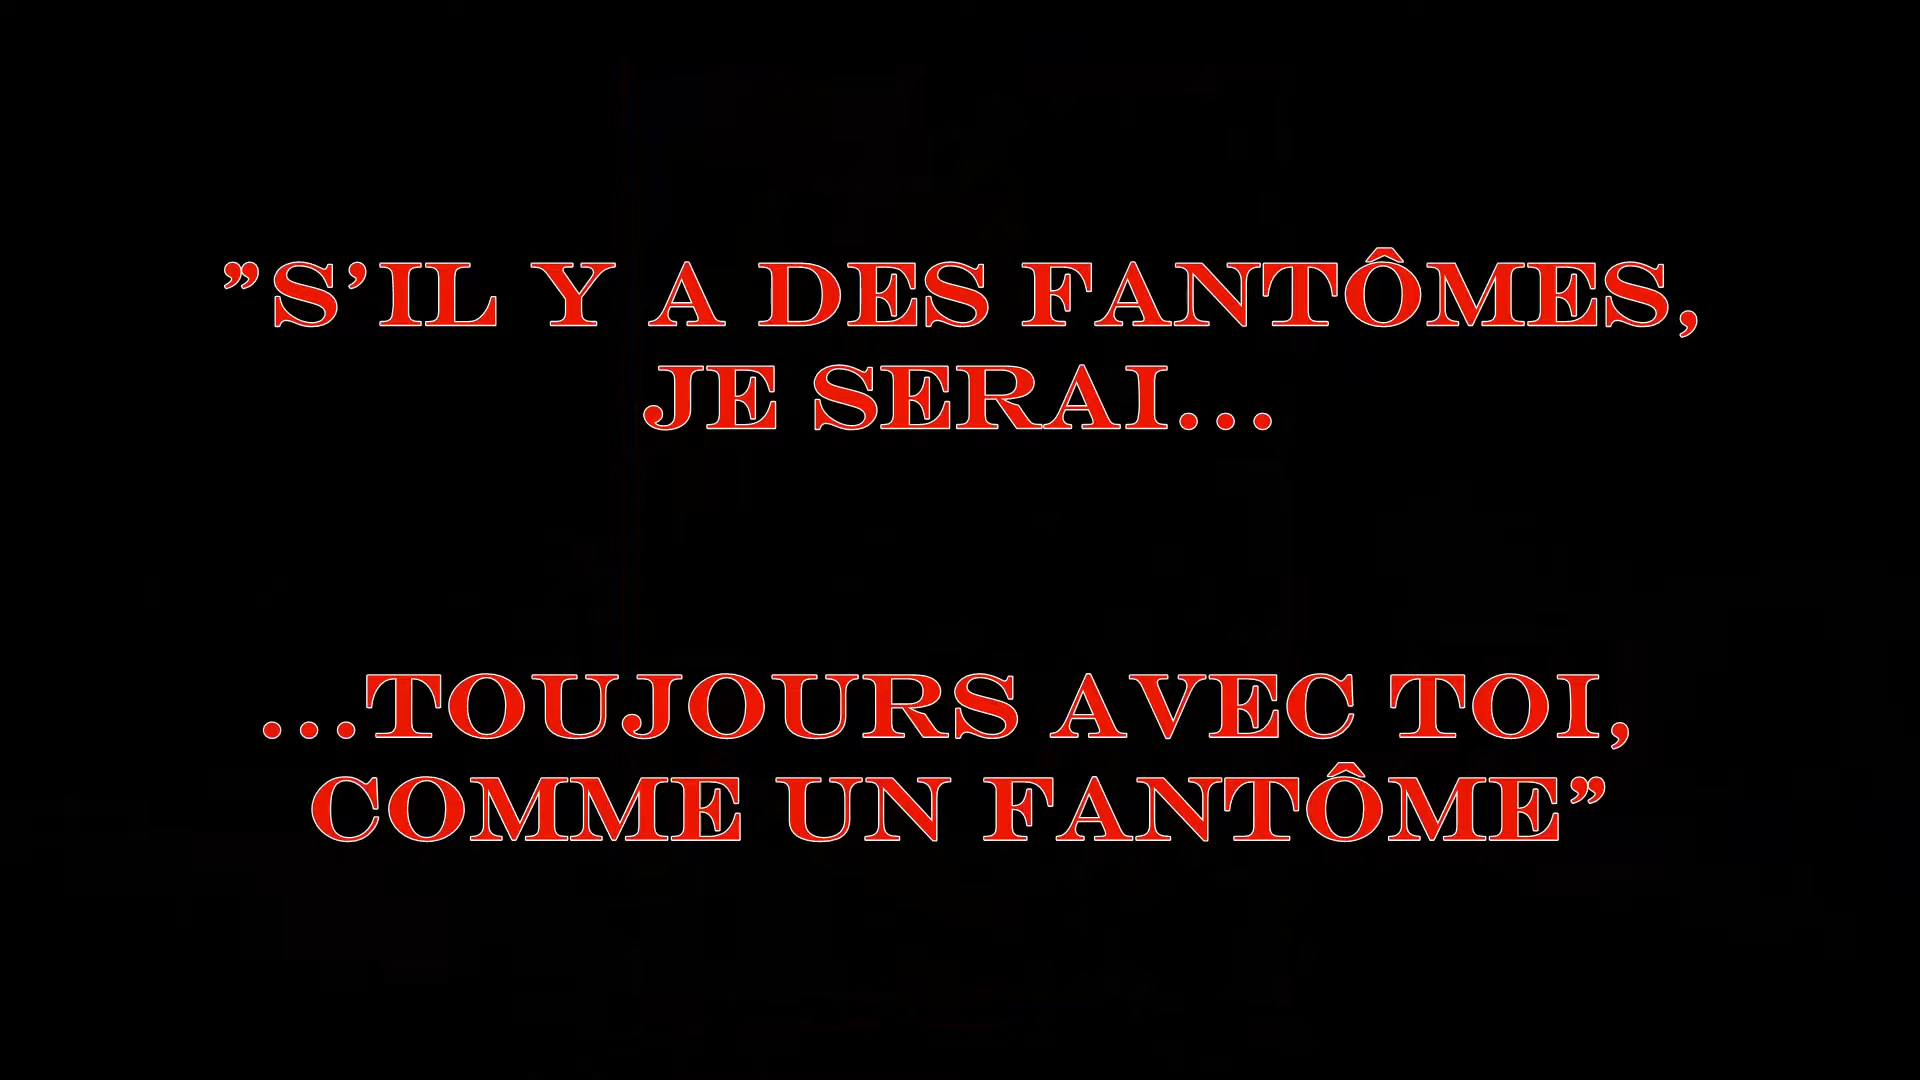 ”S’IL Y A DES FANTÔMES,
JE SERAI...
...TOUJOURS AVEC TOI,
COMME UN FANTÔME”